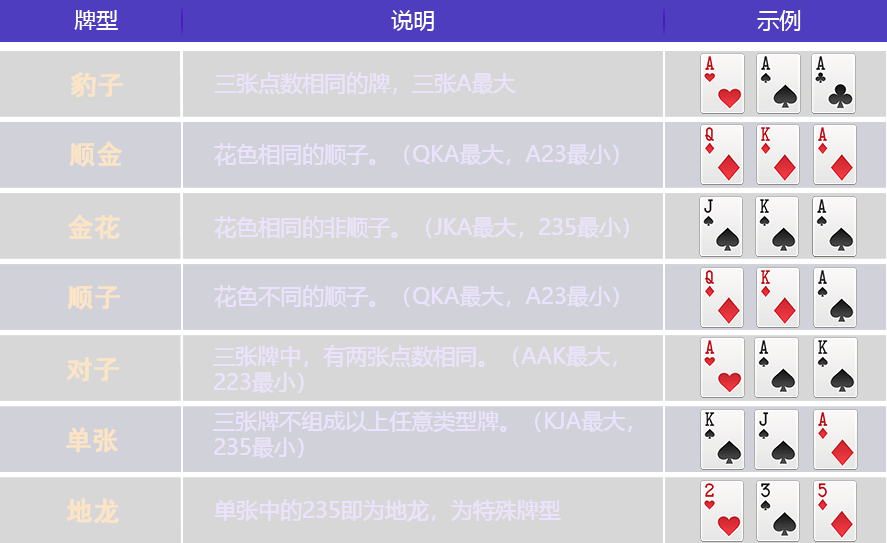 牌型 说明 示例
豹子 三张点数相同的牌，三张A最大 A A A
顺金 花色相同的顺子。（QKA最大，A23最小） Q K A
金花 花色相同的非顺子。（JKA最大，235最小） J K A
顺子 花色不同的顺子。（QKA最大，A23最小） Q K A
对子 三张牌中，有两张点数相同。（AAK最大， A A K
223最小）
单张 三张牌不组成以上任意类型牌。（KJA最大， K J A
235最小）
地龙 单张中的235即为地龙，为特殊牌型 2 3 5